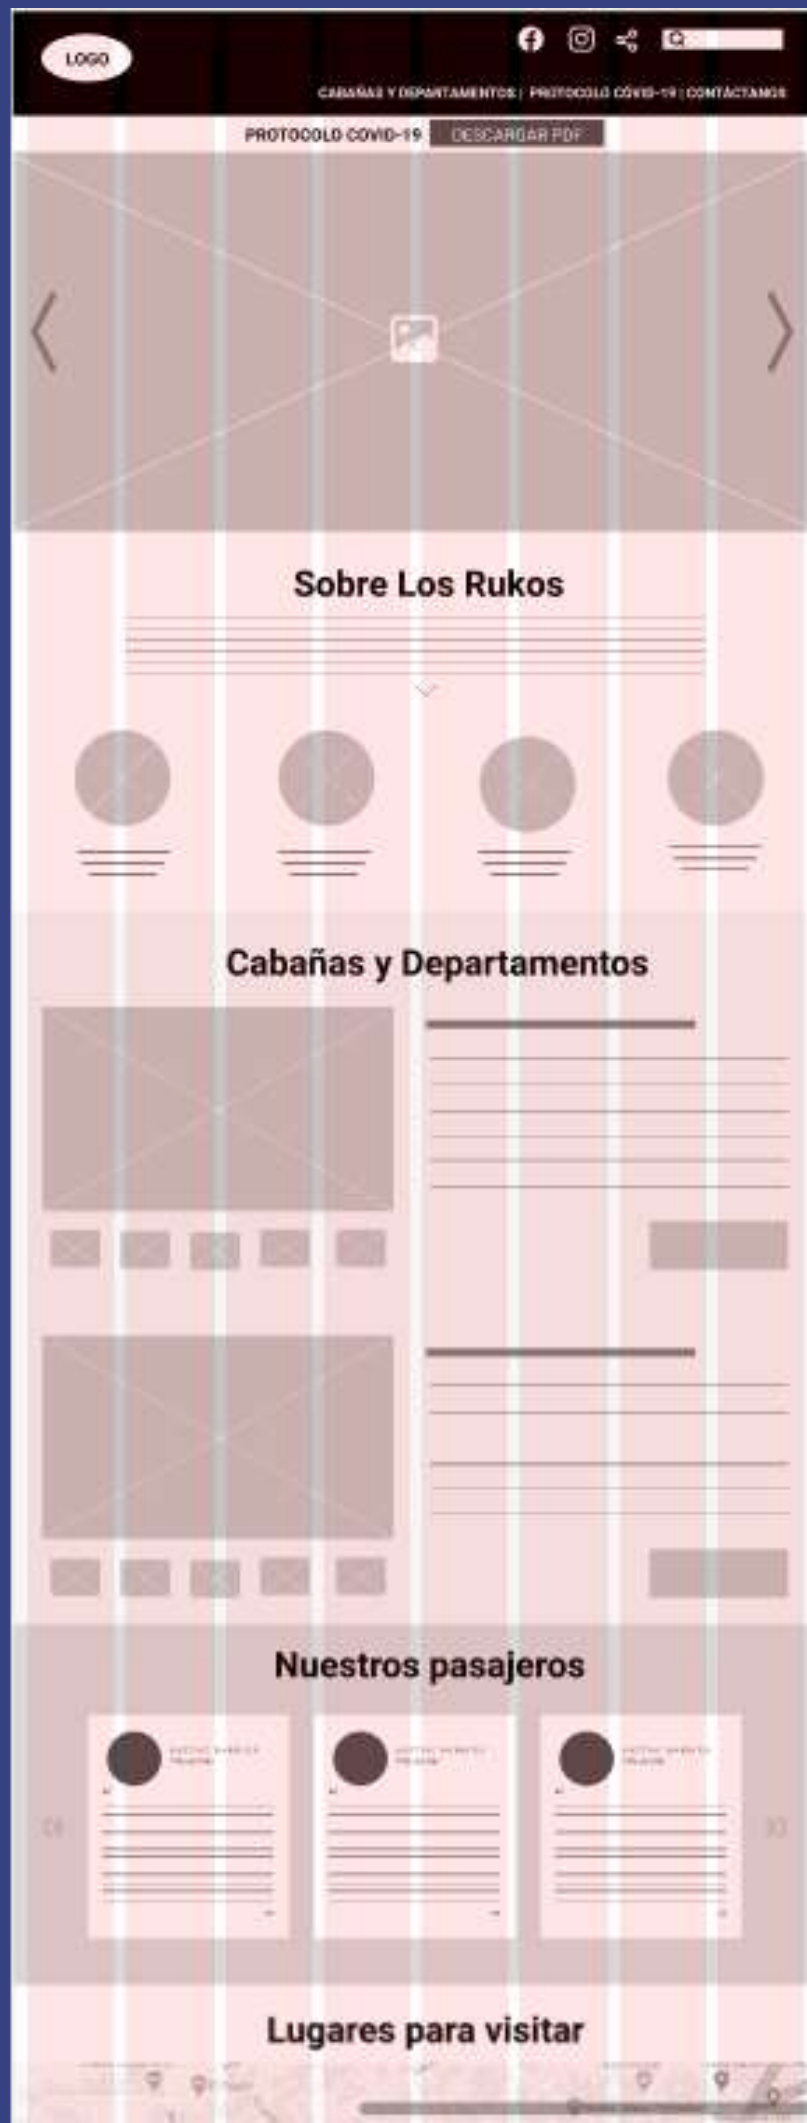 LOGO
CABAÑAS Y DEPARTAMENTOS | PROTOCOLO COVID-19 | CONTÁCTANOS
PROTOCOLO COVID-19 DESCARGAR PDF
Sobre Los Rukos
Cabañas y Departamentos
Nuestros pasajeros
Lugares para visitar